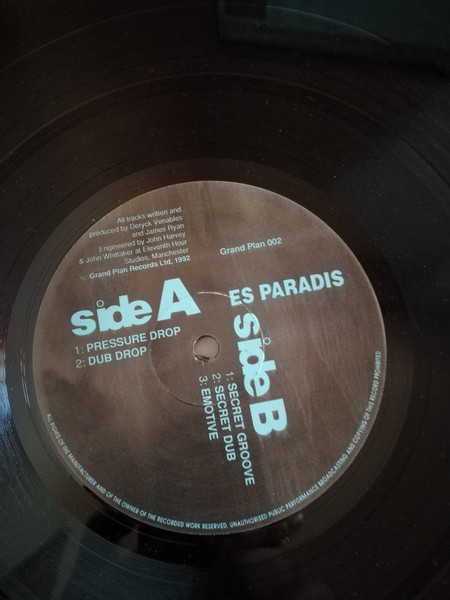 All tracks written and
produced by Deryck Venables
and James Ryan
Engineered by John Harvey
& John Whittaker at Eleventh Hour
Studios, Manchester
Grand Plan Records Ltd, 1992
Grand Plan 002
ES PARADIS
side A
1: PRESSURE DROP
2: DUB DROP
side B
1: SECRET GROOVE
2: SECRET DUB
3: EMOTIVE
ALL RIGHTS OF THE MANUFACTURER AND OF THE OWNER OF THE RECORDED WORK RESERVED. UNAUTHORISED PUBLIC PERFORMANCE BROADCASTING AND COPYING OF THIS RECORD PROHIBITED